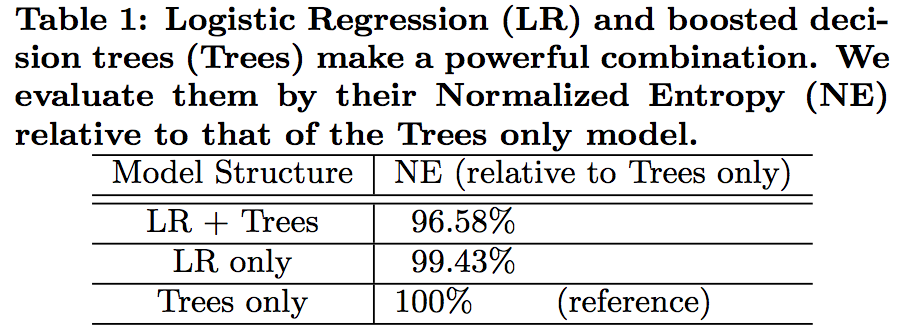 Table 1: Logistic Regression (LR) and boosted deci-
sion trees (Trees) make a powerful combination. We
evaluate them by their Normalized Entropy (NE)
relative to that of the Trees only model.
Model Structure NE (relative to Trees only)
LR + Trees 96.58%
LR only 99.43%
Trees only 100% (reference)